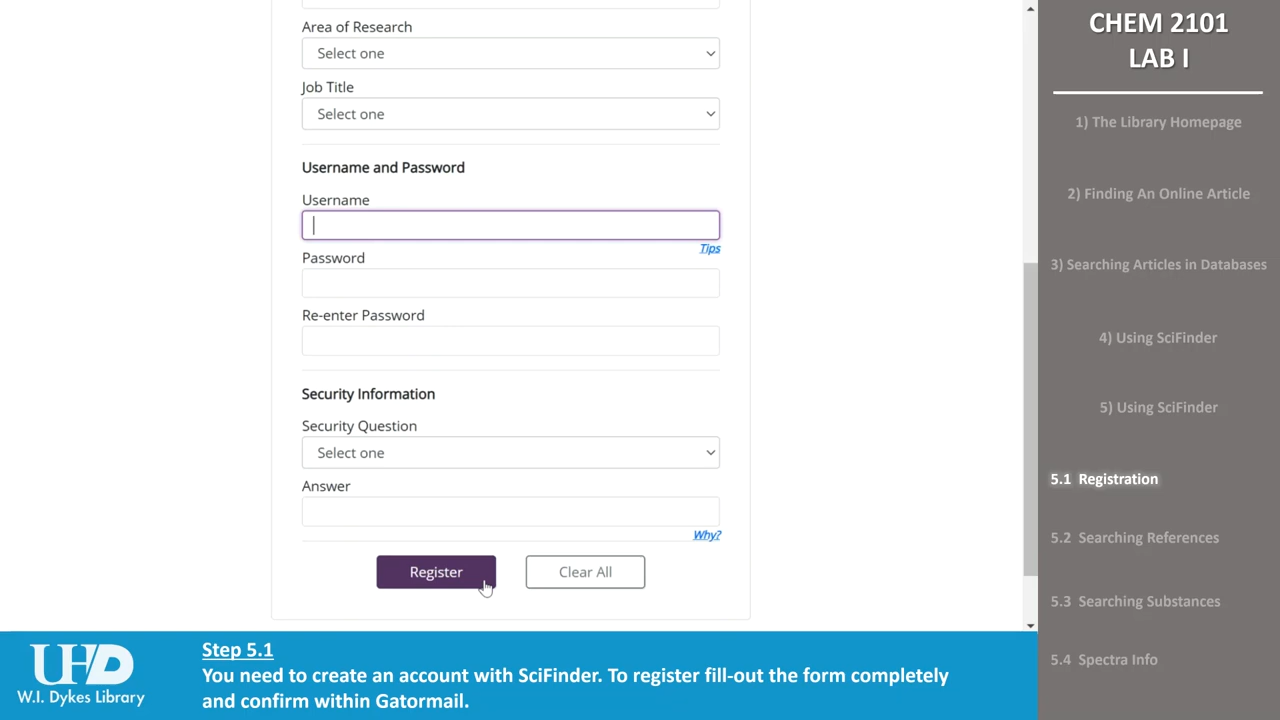 Area of Research
Select one
Job Title
Select one
Username and Password
Username
Tips
Password
Re-enter Password
Security Information
Security Question
Select one
Answer
Why?
Register
Clear All
CHEM 2101
LAB I
1) The Library Homepage
2) Finding An Online Article
3) Searching Articles in Databases
4) Using SciFinder
5) Using SciFinder
5.1 Registration
5.2 Searching References
5.3 Searching Substances
5.4 Spectra Info
UHD
W.I. Dykes Library
Step 5.1
You need to create an account with SciFinder. To register fill-out the form completely
and confirm within Gatormail.